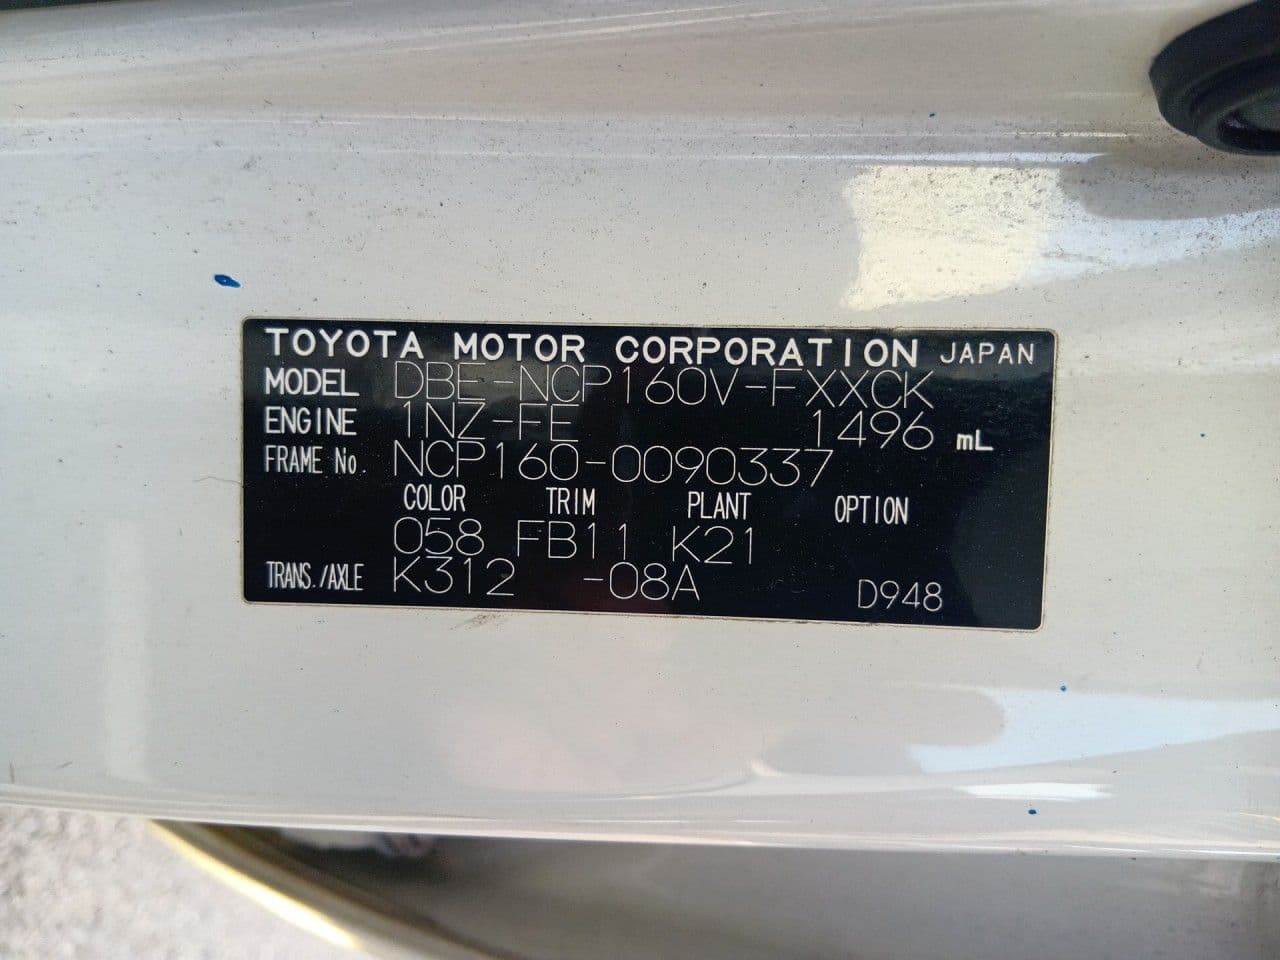 TOYOTA MOTOR CORPORATION JAPAN
MODEL DBE-NCP160V-FXXCK
ENGINE 1NZ-FE 1496 mL
FRAME No. NCP160-0090337
COLOR TRIM PLANT OPTION
058 FB11 K21
TRANS./AXLE K312 -08A D948